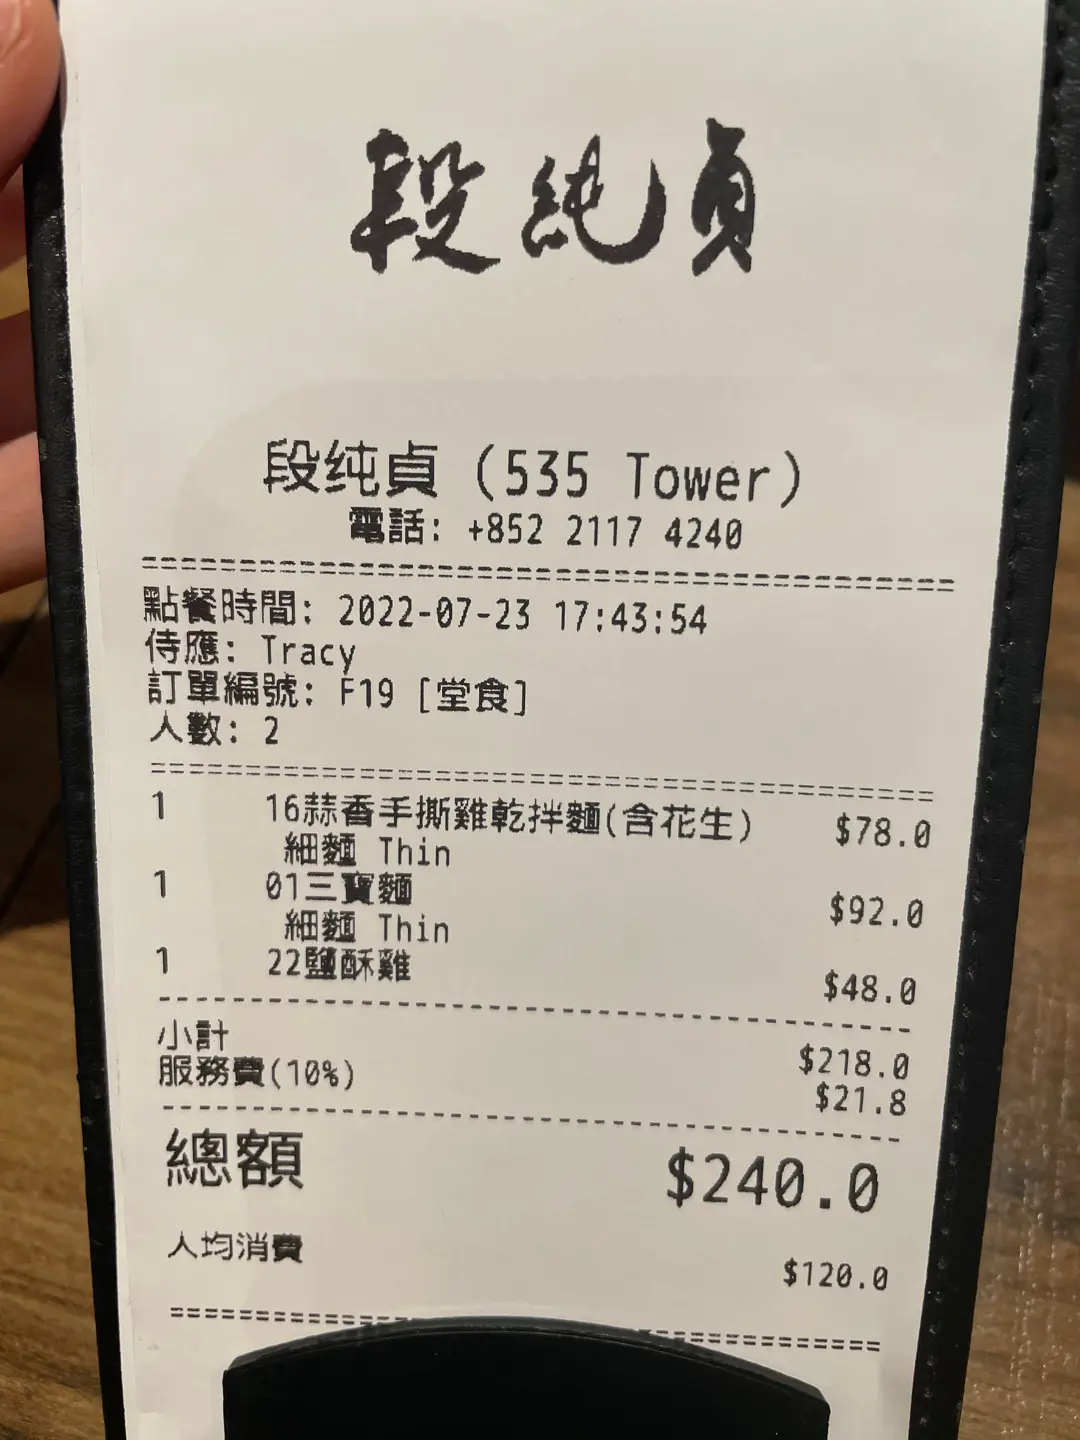 段純貞
段纯貞 (535 Tower)
電話: +852 2117 4240
==========================================
點餐時間: 2022-07-23 17:43:54
侍應: Tracy
訂單編號: F19 [堂食]
人數: 2
==========================================
1 16蒜香手撕雞乾拌麵(含花生) $78.0
細麵 Thin
1 01三寶麵 $92.0
細麵 Thin
1 22鹽酥雞 $48.0
------------------------------------------
小計 $218.0
服務費(10%) $21.8
------------------------------------------
總額 $240.0
人均消費 $120.0
==========================================